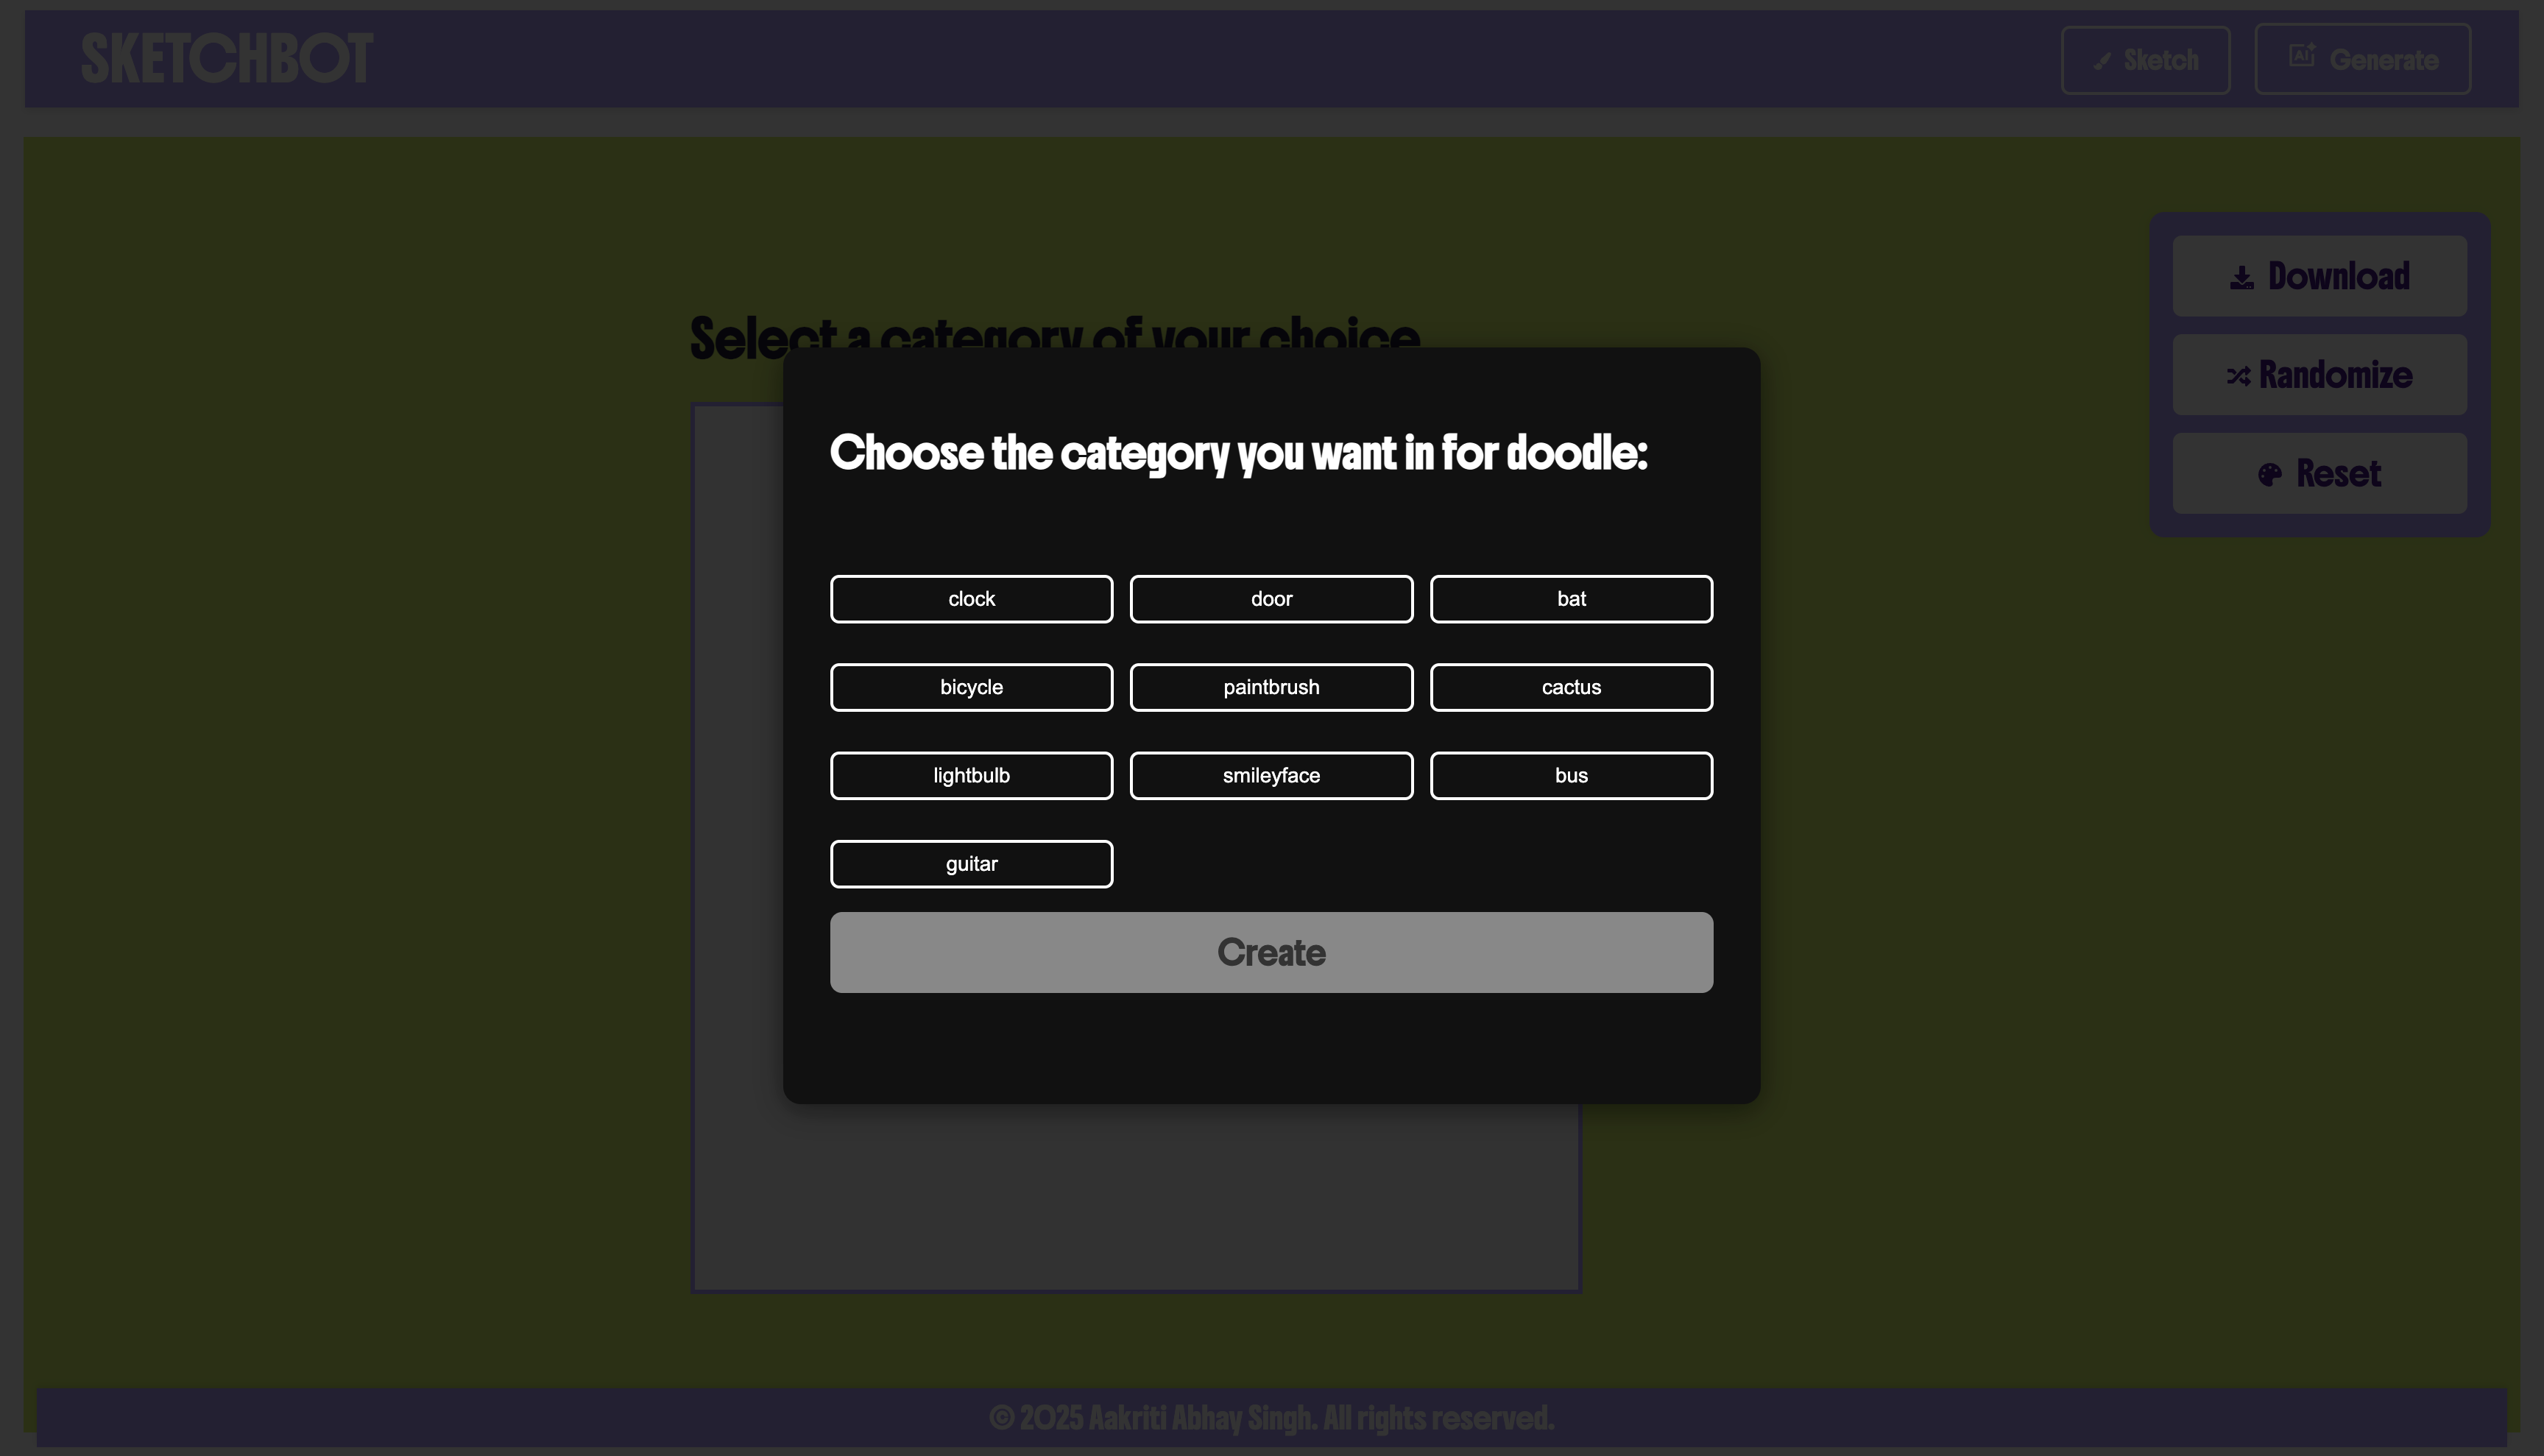 SKETCHBOT
Sketch
Generate
Download
Randomize
Reset
Select a category of your choice
Choose the category you want in for doodle:
clock door bat
bicycle paintbrush cactus
lightbulb smileyface bus
guitar
Create
© 2025 Aakriti Abhay Singh. All rights reserved.